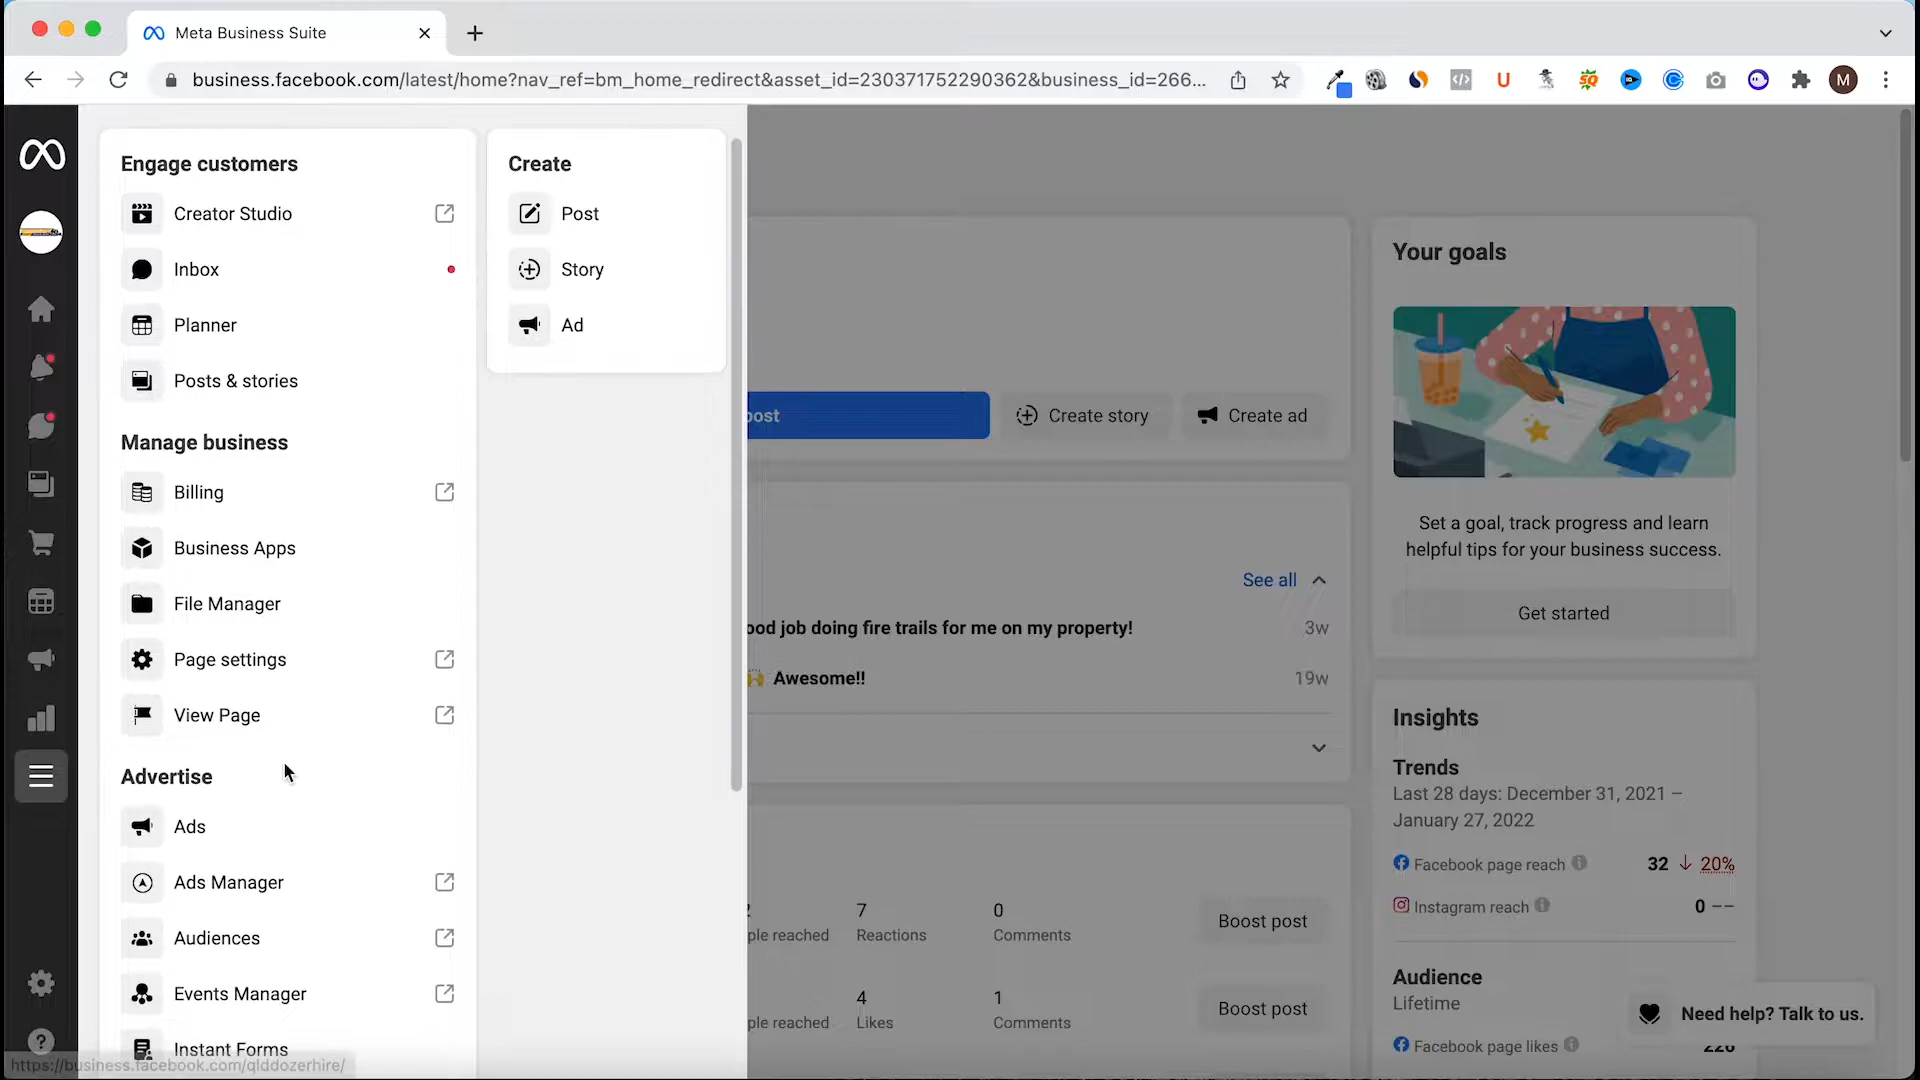 Meta Business Suite
business.facebook.com/latest/home?nav_ref=bm_home_redirect&asset_id=230371752290362&business_id=266...
M
Engage customers
Creator Studio
Inbox
Planner
Posts & stories
Manage business
Billing
Business Apps
File Manager
Page settings
View Page
Advertise
Ads
Ads Manager
Audiences
Events Manager
Instant Forms
https://business.facebook.com/qlddozerhire/
Create
Post
Story
Ad
post
Create story
Create ad
See all
ood job doing fire trails for me on my property!
3w
Awesome!!
19w
7
0
ple reached
Reactions
Comments
Boost post
4
1
ple reached
Likes
Comments
Boost post
Your goals
Set a goal, track progress and learn
helpful tips for your business success.
Get started
Insights
Trends
Last 28 days: December 31, 2021 –
January 27, 2022
Facebook page reach 32 ↓ 20%
Instagram reach 0 --
Audience
Lifetime
Need help? Talk to us.
Facebook page likes